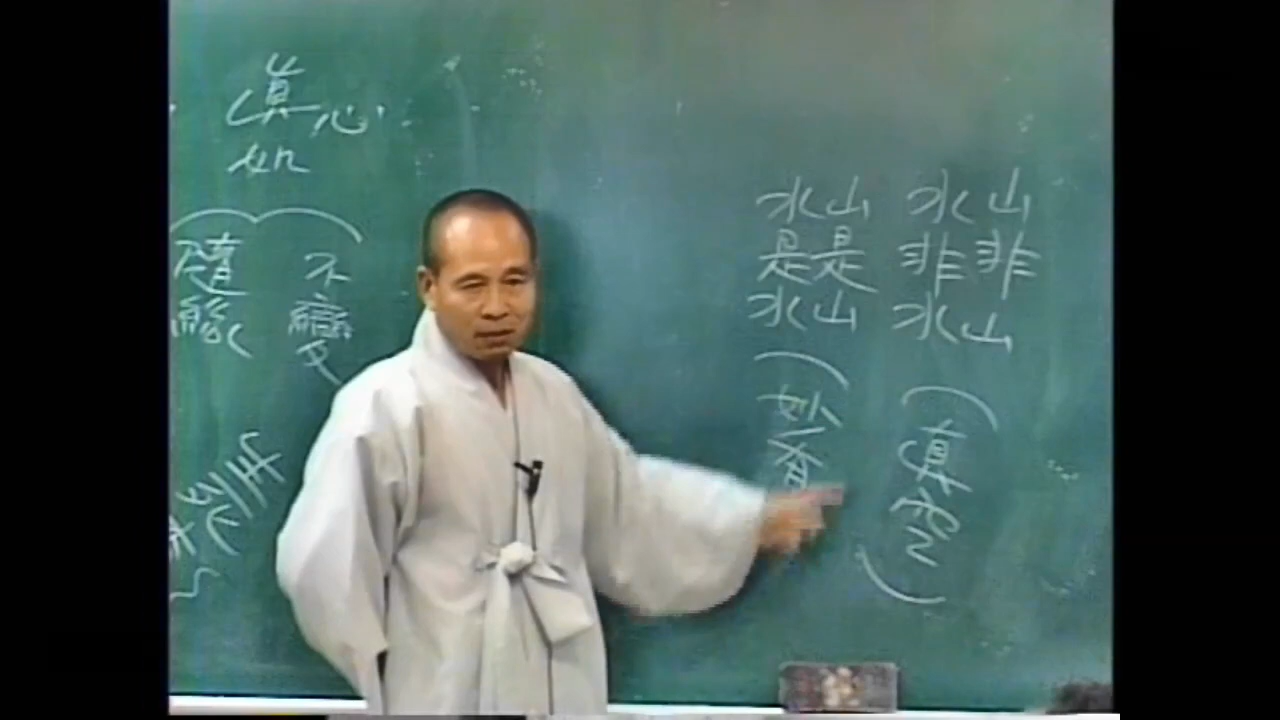 山非山
水非水
(眞空)
山是山
水是水
(妙有
眞心
如
不變
隨緣